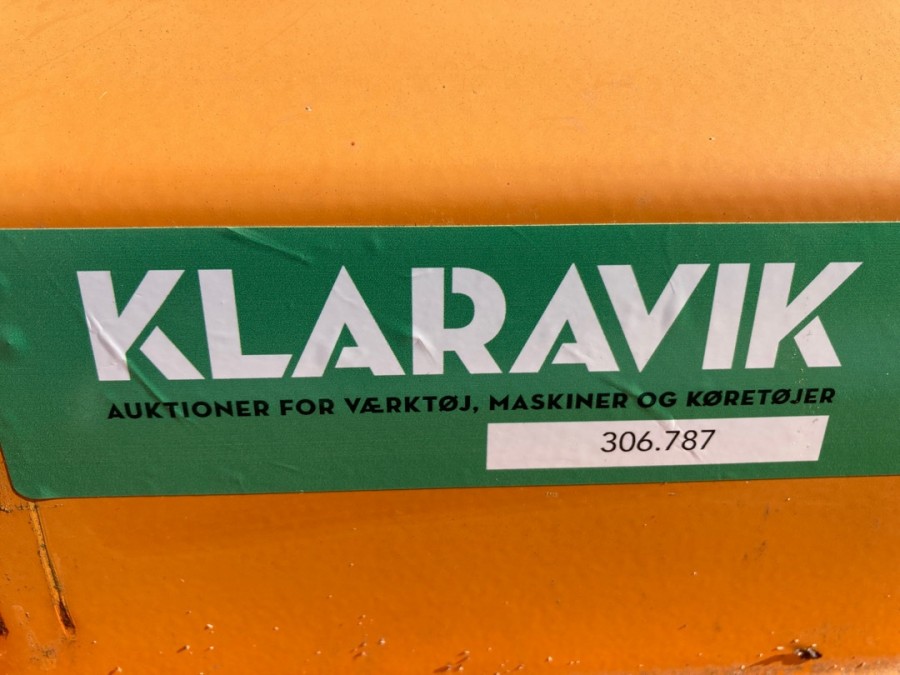 KLARAVIK
AUKTIONER FOR VÆRKTØJ, MASKINER OG KØRETØJER
306.787